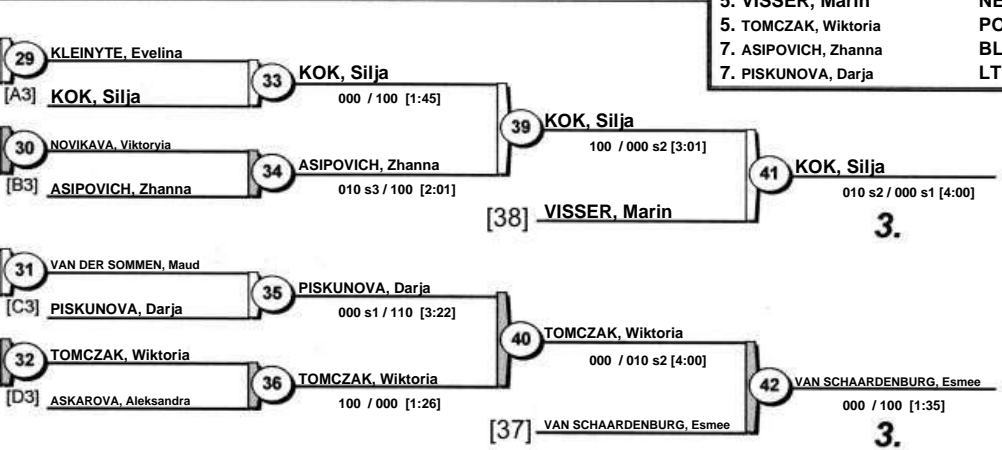 5. VISSER, Marin NE
5. TOMCZAK, Wiktoria PO
7. ASIPOVICH, Zhanna BL
7. PISKUNOVA, Darja LT
29 KLEINYTE, Evelina
[A3] KOK, Silja
33 KOK, Silja
000 / 100 [1:45]
30 NOVIKAVA, Viktoryia
[B3] ASIPOVICH, Zhanna
34 ASIPOVICH, Zhanna
010 s3 / 100 [2:01]
39 KOK, Silja
100 / 000 s2 [3:01]
[38] VISSER, Marin
41 KOK, Silja
010 s2 / 000 s1 [4:00]
3.
31 VAN DER SOMMEN, Maud
[C3] PISKUNOVA, Darja
35 PISKUNOVA, Darja
000 s1 / 110 [3:22]
32 TOMCZAK, Wiktoria
[D3] ASKAROVA, Aleksandra
36 TOMCZAK, Wiktoria
100 / 000 [1:26]
40 TOMCZAK, Wiktoria
000 / 010 s2 [4:00]
[37] VAN SCHAARDENBURG, Esmee
42 VAN SCHAARDENBURG, Esmee
000 / 100 [1:35]
3.